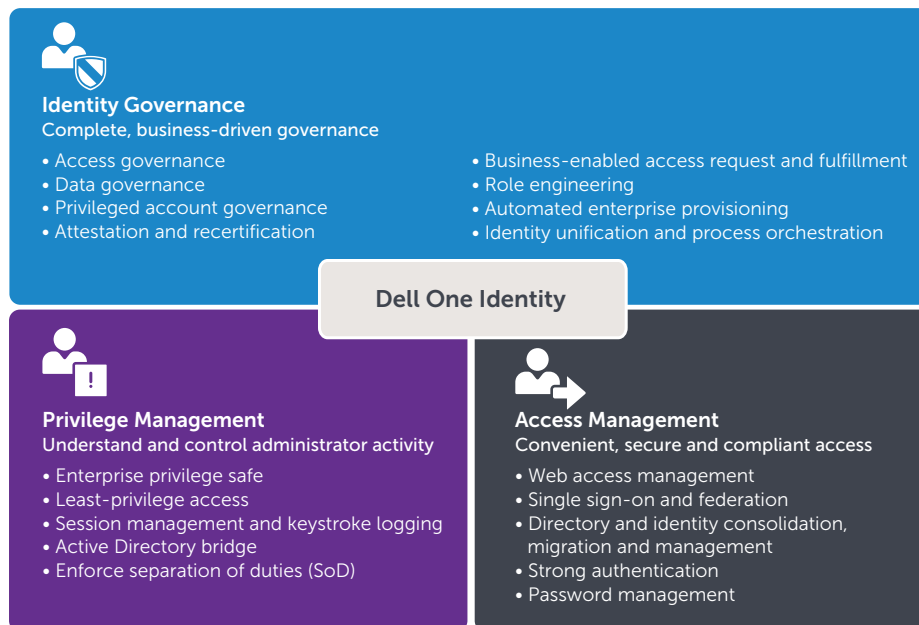 Identity Governance
Complete, business-driven governance
• Access governance
• Data governance
• Privileged account governance
• Attestation and recertification
• Business-enabled access request and fulfillment
• Role engineering
• Automated enterprise provisioning
• Identity unification and process orchestration
Dell One Identity
!
Privilege Management
Understand and control administrator activity
• Enterprise privilege safe
• Least-privilege access
• Session management and keystroke logging
• Active Directory bridge
• Enforce separation of duties (SoD)
Access Management
Convenient, secure and compliant access
• Web access management
• Single sign-on and federation
• Directory and identity consolidation,
migration and management
• Strong authentication
• Password management